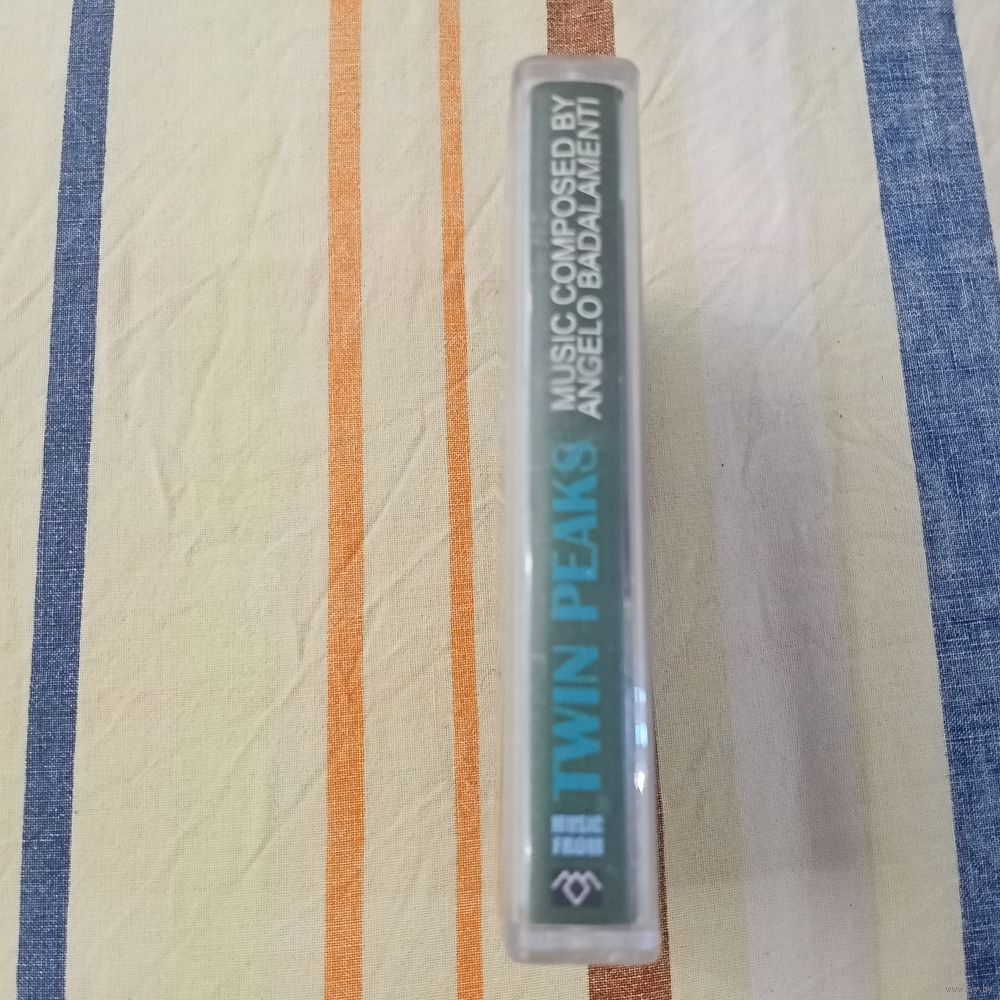 MUSIC
FROM
TWIN PEAKS
MUSIC COMPOSED BY
ANGELO BADALAMENTI